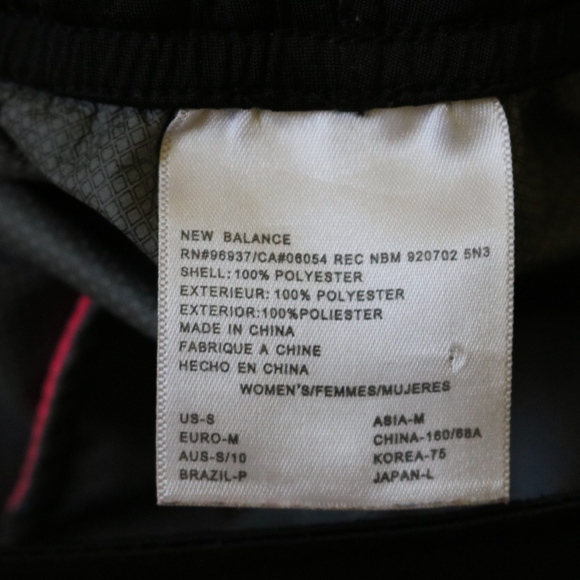 NEW BALANCE
RN#96937/CA#06054 REC NBM 920702 5N3
SHELL: 100% POLYESTER
EXTERIEUR: 100% POLYESTER
EXTERIOR:100%POLIESTER
MADE IN CHINA
FABRIQUE A CHINE
HECHO EN CHINA
WOMEN'S/FEMMES/MUJERES
US-S ASIA-M
EURO-M CHINA-160/68A
AUS-S/10 KOREA-75
BRAZIL-P JAPAN-L